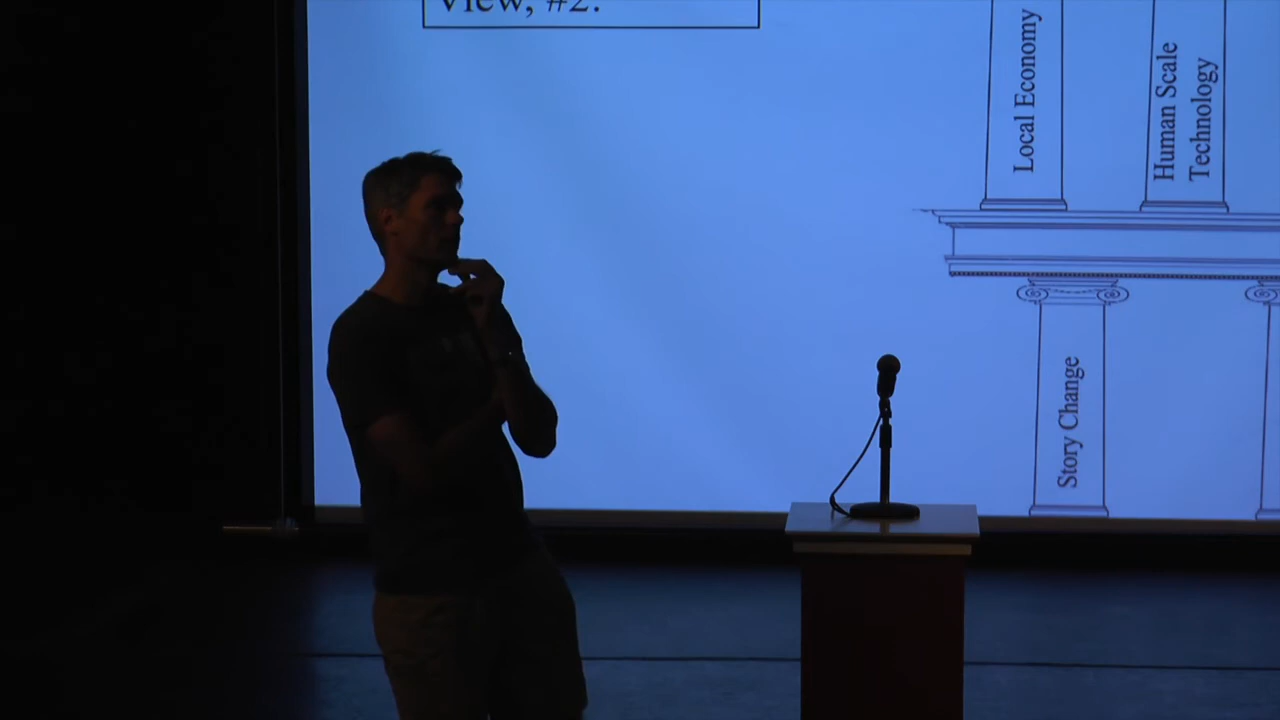 View, #2:
Local Economy
Human Scale
Technology
Story Change